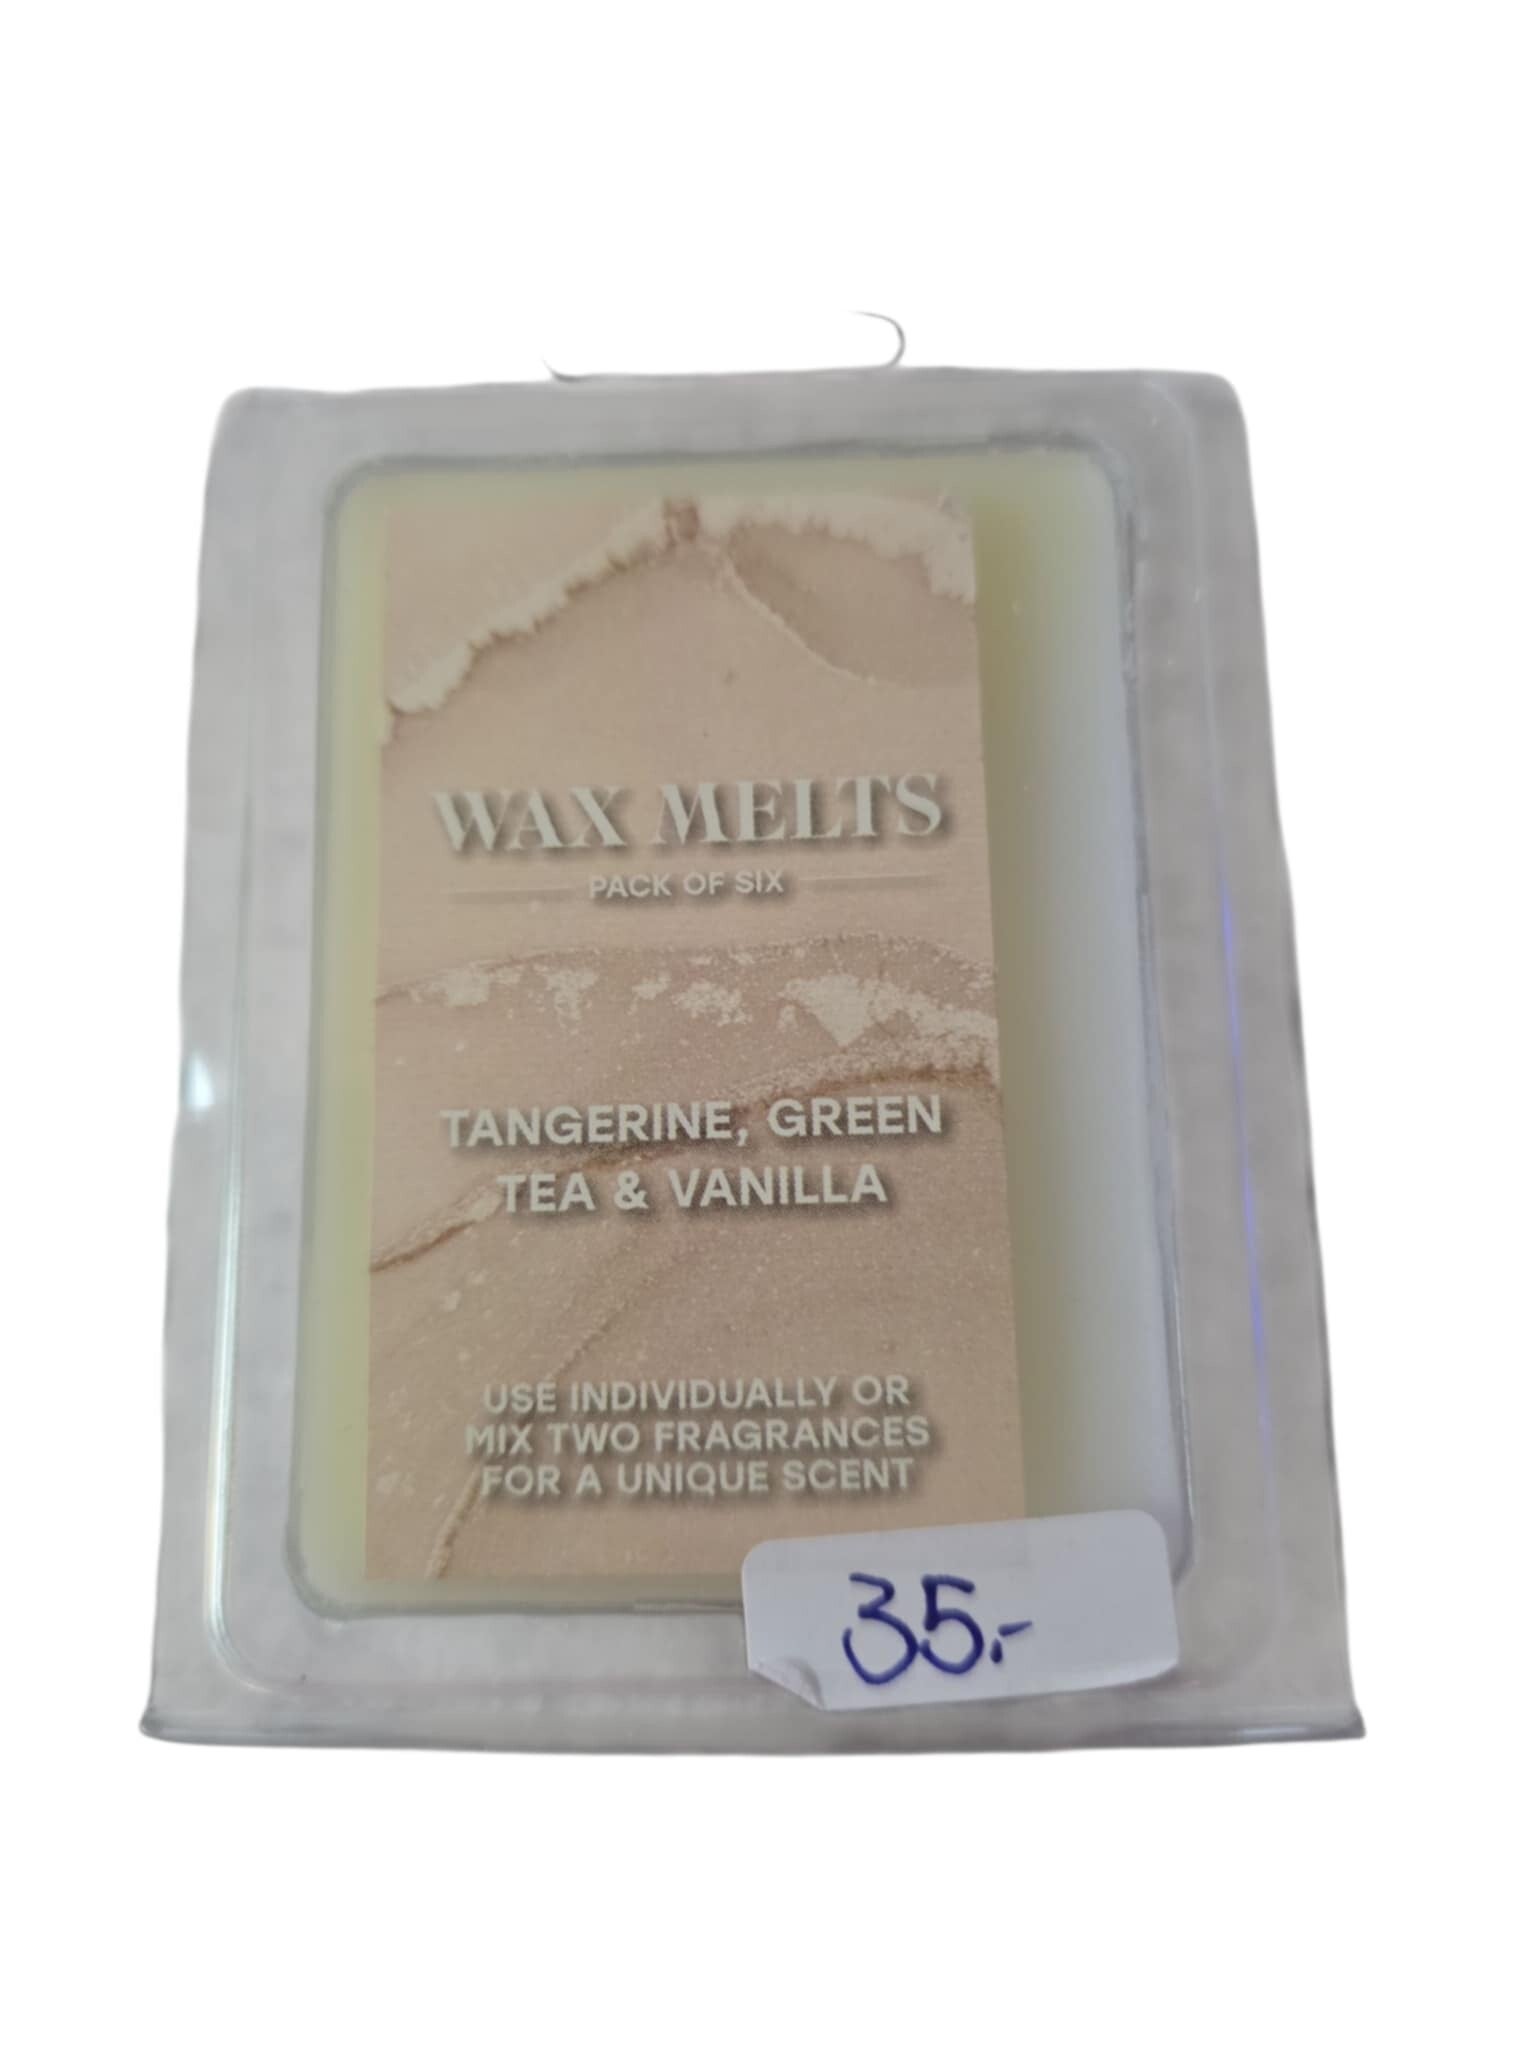 WAX MELTS
PACK OF SIX
TANGERINE, GREEN
TEA & VANILLA
USE INDIVIDUALLY OR
MIX TWO FRAGRANCES
FOR A UNIQUE SCENT
35.-